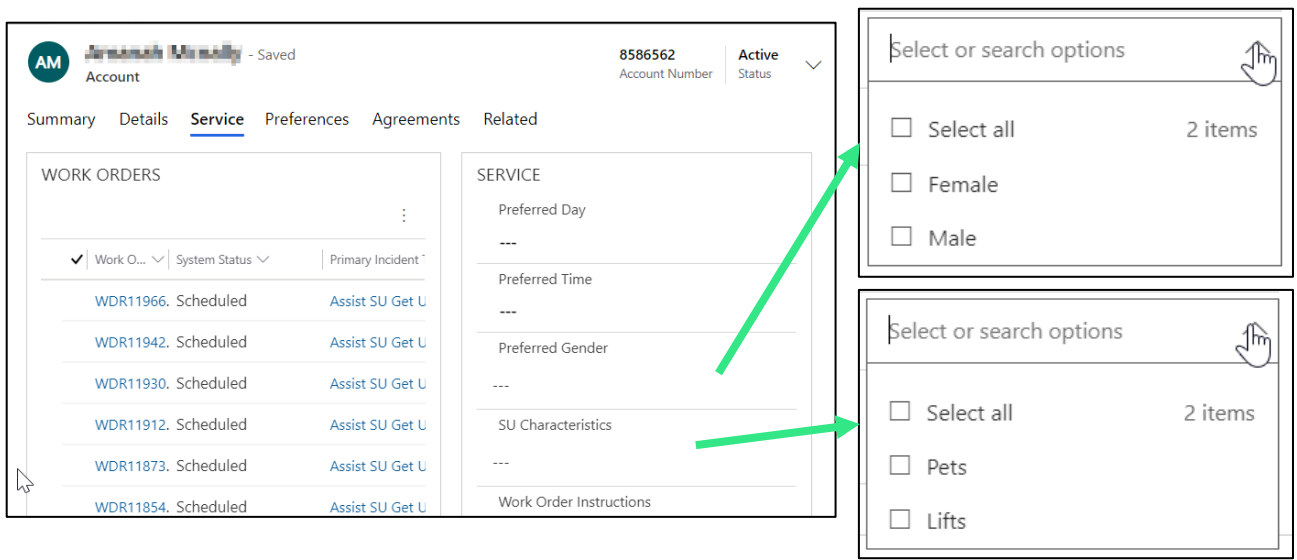 AM
- Saved
Account
8586562
Account Number
Active
Status
Summary Details Service Preferences Agreements Related
WORK ORDERS
Work O... System Status Primary Incident
WDR11966. Scheduled Assist SU Get U
WDR11942. Scheduled Assist SU Get U
WDR11930. Scheduled Assist SU Get U
WDR11912. Scheduled Assist SU Get U
WDR11873. Scheduled Assist SU Get U
WDR11854. Scheduled Assist SU Get U
SERVICE
Preferred Day
---
Preferred Time
---
Preferred Gender
---
SU Characteristics
---
Work Order Instructions
Select or search options
Select all 2 items
Female
Male
Select or search options
Select all 2 items
Pets
Lifts